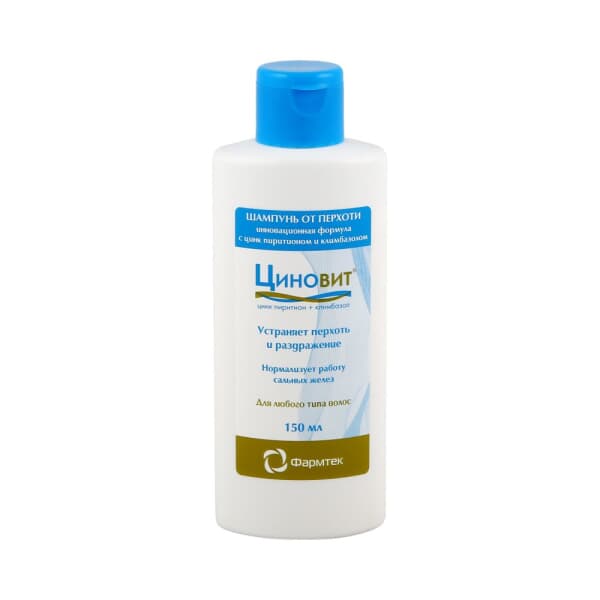 ШАМПУНЬ ОТ ПЕРХОТИ
инновационная формула
с цинк пиритионом и климбазолом
ЦИНОВИТ®
цинк пиритион + климбазол
Устраняет перхоть
и раздражение
Нормализует работу
сальных желез
Для любого типа волос
150 мл
Фармтек